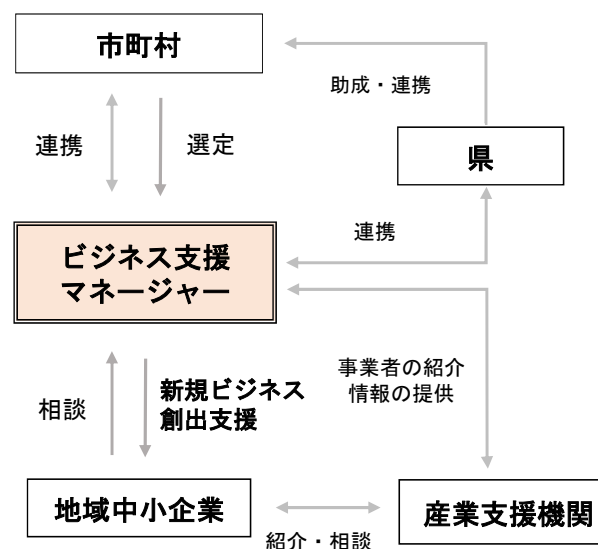 市町村
助成・連携
連携
選定
県
連携
ビジネス支援
マネージャー
事業者の紹介
情報の提供
相談
新規ビジネス
創出支援
地域中小企業
産業支援機関
紹介・相談